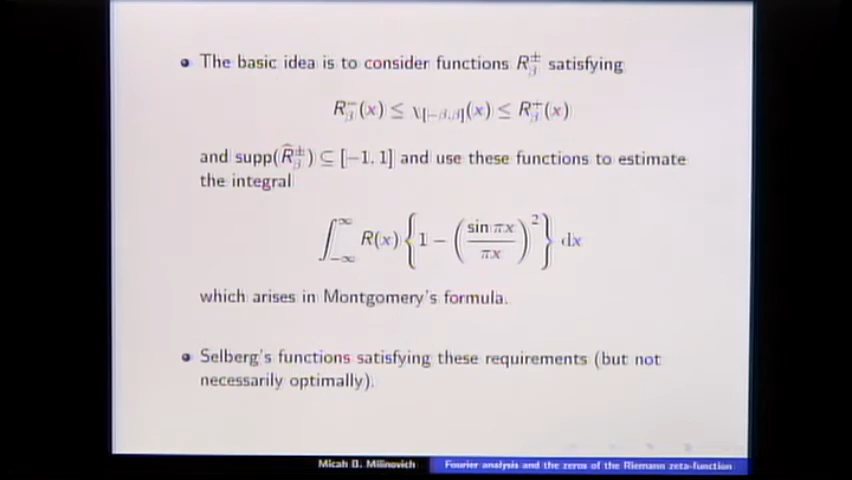 • The basic idea is to consider functions R_β^± satisfying
R_β^−(x) ≤ χ_[−β,β](x) ≤ R_β^+(x)
and supp(R̂_β^±) ⊆ [−1, 1] and use these functions to estimate
the integral
∫_{−∞}^{∞} R(x) { 1 − ( sin πx / πx )^2 } dx
which arises in Montgomery's formula.
• Selberg's functions satisfying these requirements (but not
necessarily optimally).
Micah B. Milinovich Fourier analysis and the zeros of the Riemann zeta-function